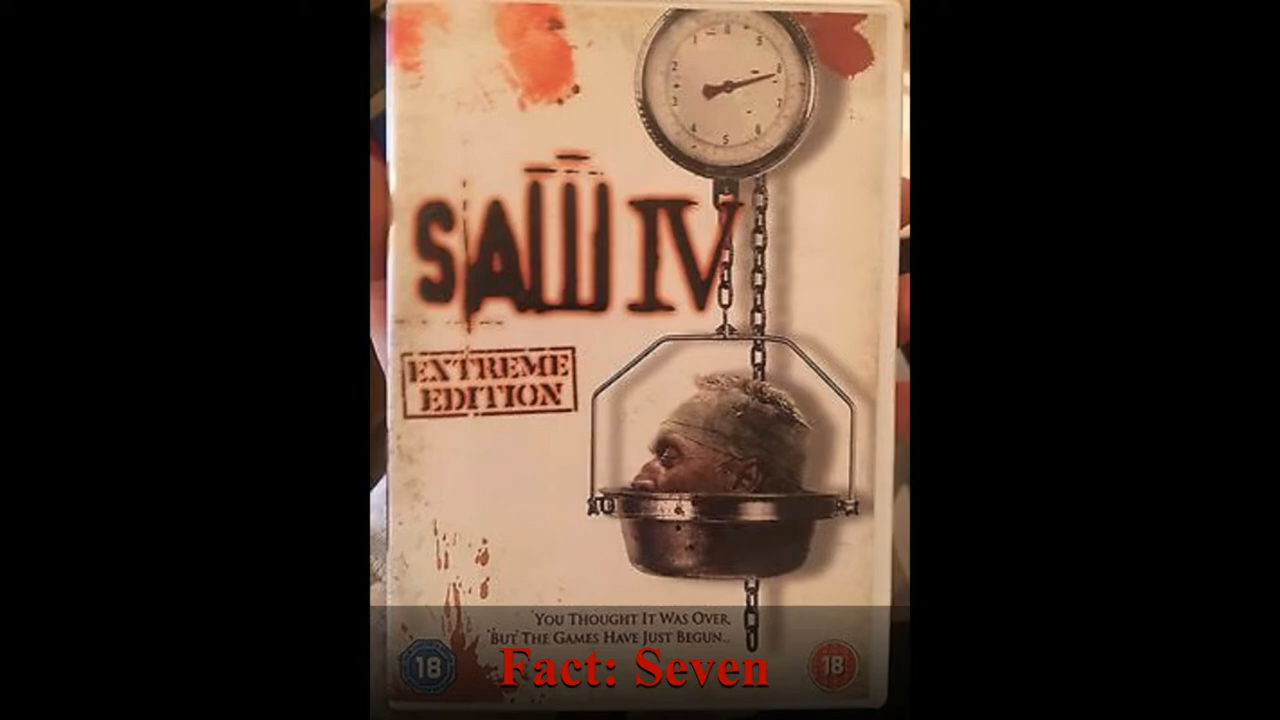 SAW IV
EXTREME
EDITION
YOU THOUGHT IT WAS OVER
BUT THE GAMES HAVE JUST BEGUN...
18
Fact: Seven
18